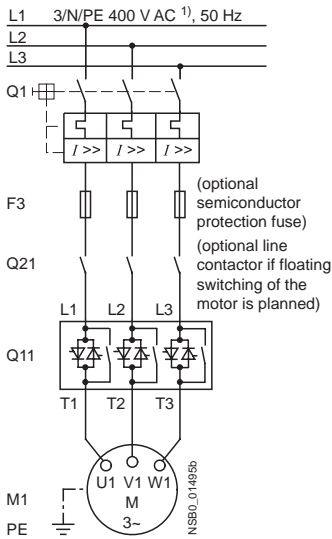 L1 3/N/PE 400 V AC 1), 50 Hz
L2
L3
Q1
I >> I >> I >>
F3
(optional
semiconductor
protection fuse)
Q21
(optional line
contactor if floating
switching of the
motor is planned)
L1 L2 L3
Q11
T1 T2 T3
U1 V1 W1
M
3~
M1
PE
NSB0_01495b